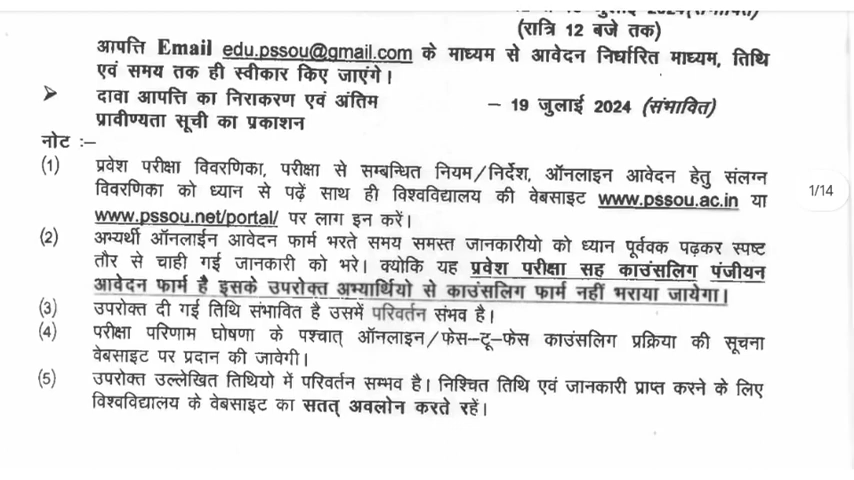 (रात्रि 12 बजे तक)
आपत्ति Email edu.pssou@gmail.com के माध्यम से आवेदन निर्धारित माध्यम, तिथि
एवं समय तक ही स्वीकार किए जाएंगे।
➤ दावा आपत्ति का निराकरण एवं अंतिम – 19 जुलाई 2024 (संभावित)
प्रावीण्यता सूची का प्रकाशन
नोट :–
(1) प्रवेश परीक्षा विवरणिका, परीक्षा से सम्बन्धित नियम/निर्देश, ऑनलाइन आवेदन हेतु संलग्न
विवरणिका को ध्यान से पढ़ें साथ ही विश्वविद्यालय की वेबसाइट www.pssou.ac.in या
www.pssou.net/portal/ पर लाग इन करें।
(2) अभ्यर्थी ऑनलाईन आवेदन फार्म भरते समय समस्त जानकारीयो को ध्यान पूर्वक पढ़कर स्पष्ट
तौर से चाही गई जानकारी को भरे। क्योकि यह प्रवेश परीक्षा सह काउंसलिग पंजीयन
आवेदन फार्म है इसके उपरोक्त अभ्यार्थियो से काउंसलिग फार्म नहीं भराया जायेगा।
(3) उपरोक्त दी गई तिथि संभावित है उसमें परिवर्तन संभव है।
(4) परीक्षा परिणाम घोषणा के पश्चात् ऑनलाइन/फेस–टू–फेस काउंसलिग प्रक्रिया की सूचना
वेबसाइट पर प्रदान की जावेगी।
(5) उपरोक्त उल्लेखित तिथियो में परिवर्तन सम्भव है। निश्चित तिथि एवं जानकारी प्राप्त करने के लिए
विश्वविद्यालय के वेबसाइट का सतत् अवलोन करते रहें।
1/14